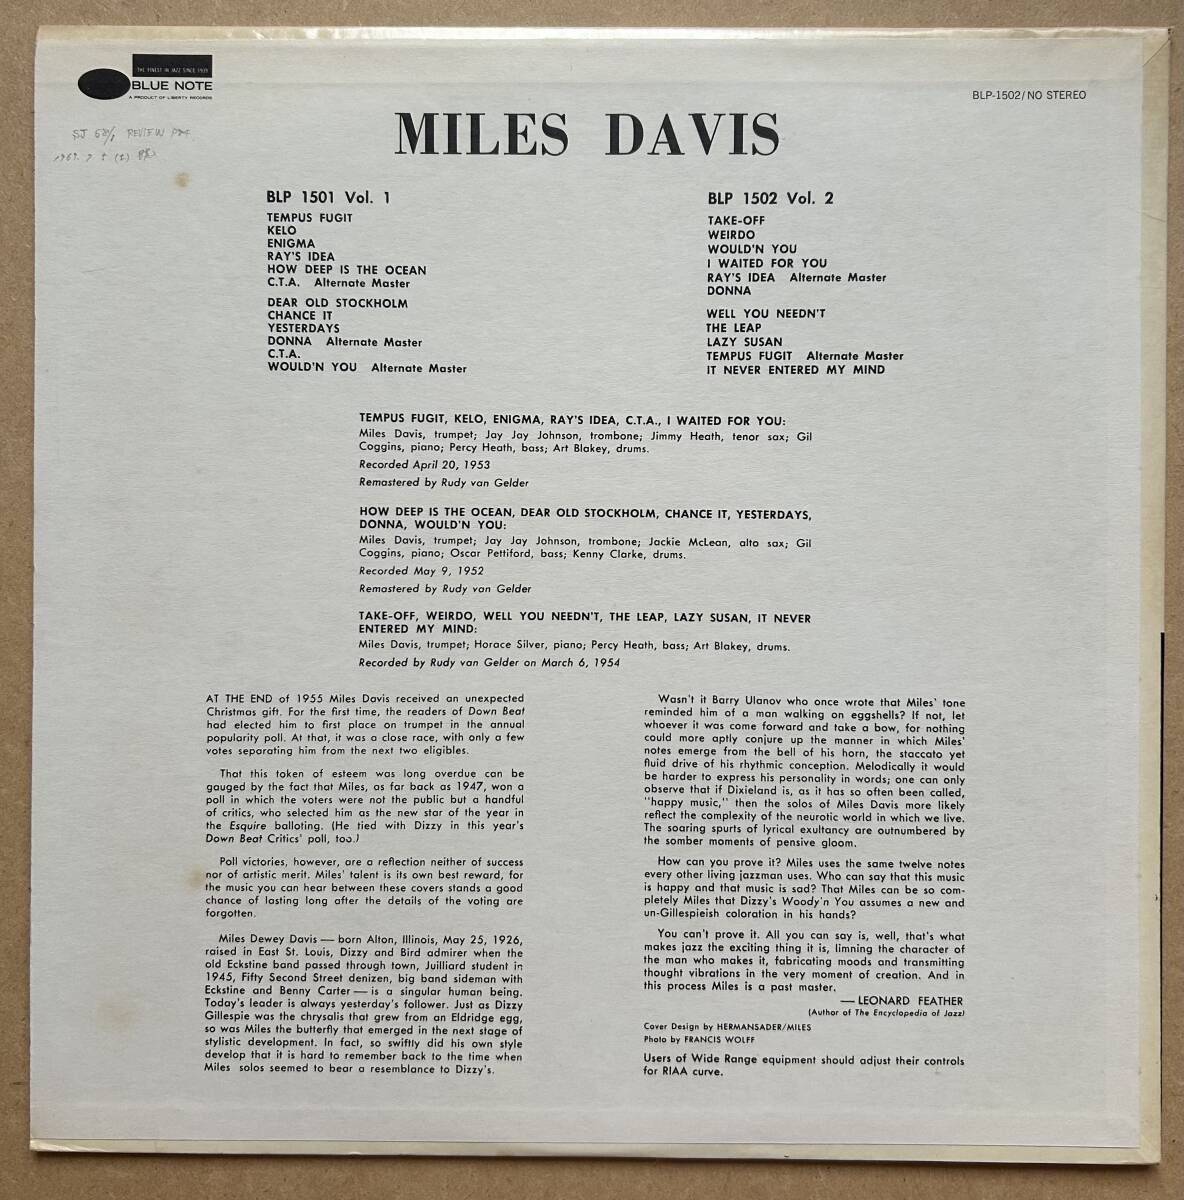 THE FINEST IN JAZZ SINCE 1939
BLUE NOTE
A PRODUCT OF LIBERTY RECORDS
BLP-1502/NO STEREO
REVIEW
MILES DAVIS
BLP 1501 Vol. 1
TEMPUS FUGIT
KELO
ENIGMA
RAY'S IDEA
HOW DEEP IS THE OCEAN
C.T.A. Alternate Master
DEAR OLD STOCKHOLM
CHANCE IT
YESTERDAYS
DONNA Alternate Master
C.T.A.
WOULD'N YOU Alternate Master
BLP 1502 Vol. 2
TAKE-OFF
WEIRDO
WOULD'N YOU
I WAITED FOR YOU
RAY'S IDEA Alternate Master
DONNA
WELL YOU NEEDN'T
THE LEAP
LAZY SUSAN
TEMPUS FUGIT Alternate Master
IT NEVER ENTERED MY MIND
TEMPUS FUGIT, KELO, ENIGMA, RAY'S IDEA, C.T.A., I WAITED FOR YOU:
Miles Davis, trumpet; Jay Jay Johnson, trombone; Jimmy Heath, tenor sax; Gil
Coggins, piano; Percy Heath, bass; Art Blakey, drums.
Recorded April 20, 1953
Remastered by Rudy van Gelder
HOW DEEP IS THE OCEAN, DEAR OLD STOCKHOLM, CHANCE IT, YESTERDAYS,
DONNA, WOULD'N YOU:
Miles Davis, trumpet; Jay Jay Johnson, trombone; Jackie McLean, alto sax; Gil
Coggins, piano; Oscar Pettiford, bass; Kenny Clarke, drums.
Recorded May 9, 1952
Remastered by Rudy van Gelder
TAKE-OFF, WEIRDO, WELL YOU NEEDN'T, THE LEAP, LAZY SUSAN, IT NEVER
ENTERED MY MIND:
Miles Davis, trumpet; Horace Silver, piano; Percy Heath, bass; Art Blakey, drums.
Recorded by Rudy van Gelder on March 6, 1954
AT THE END of 1955 Miles Davis received an unexpected
Christmas gift. For the first time, the readers of Down Beat
had elected him to first place on trumpet in the annual
popularity poll. At that, it was a close race, with only a few
votes separating him from the next two eligibles.
That this token of esteem was long overdue can be
gauged by the fact that Miles, as far back as 1947, won a
poll in which the voters were not the public but a handful
of critics, who selected him as the new star of the year in
the Esquire balloting. (He tied with Dizzy in this year's
Down Beat Critics' poll, too.)
Poll victories, however, are a reflection neither of success
nor of artistic merit. Miles' talent is its own best reward, for
the music you can hear between these covers stands a good
chance of lasting long after the details of the voting are
forgotten.
Miles Dewey Davis — born Alton, Illinois, May 25, 1926,
raised in East St. Louis, Dizzy and Bird admirer when the
old Eckstine band passed through town, Juilliard student in
1945, Fifty Second Street denizen, big band sideman with
Eckstine and Benny Carter — is a singular human being.
Today's leader is always yesterday's follower. Just as Dizzy
Gillespie was the chrysalis that grew from an Eldridge egg,
so was Miles the butterfly that emerged in the next stage of
stylistic development. In fact, so swiftly did his own style
develop that it is hard to remember back to the time when
Miles solos seemed to bear a resemblance to Dizzy's.
Wasn't it Barry Ulanov who once wrote that Miles' tone
reminded him of a man walking on eggshells? If not, let
whoever it was come forward and take a bow, for nothing
could more aptly conjure up the manner in which Miles'
notes emerge from the bell of his horn, the staccato yet
fluid drive of his rhythmic conception. Melodically it would
be harder to express his personality in words; one can only
observe that if Dixieland is, as it has so often been called,
"happy music," then the solos of Miles Davis more likely
reflect the complexity of the neurotic world in which we live.
The soaring spurts of lyrical exultancy are outnumbered by
the somber moments of pensive gloom.
How can you prove it? Miles uses the same twelve notes
every other living jazzman uses. Who can say that this music
is happy and that music is sad? That Miles can be so com-
pletely Miles that Dizzy's Woody'n You assumes a new and
un-Gillespieish coloration in his hands?
You can't prove it. All you can say is, well, that's what
makes jazz the exciting thing it is, limning the character of
the man who makes it, fabricating moods and transmitting
thought vibrations in the very moment of creation. And in
this process Miles is a past master.
— LEONARD FEATHER
(Author of The Encyclopedia of Jazz)
Cover Design by HERMANSADER/MILES
Photo by FRANCIS WOLFF
Users of Wide Range equipment should adjust their controls
for RIAA curve.